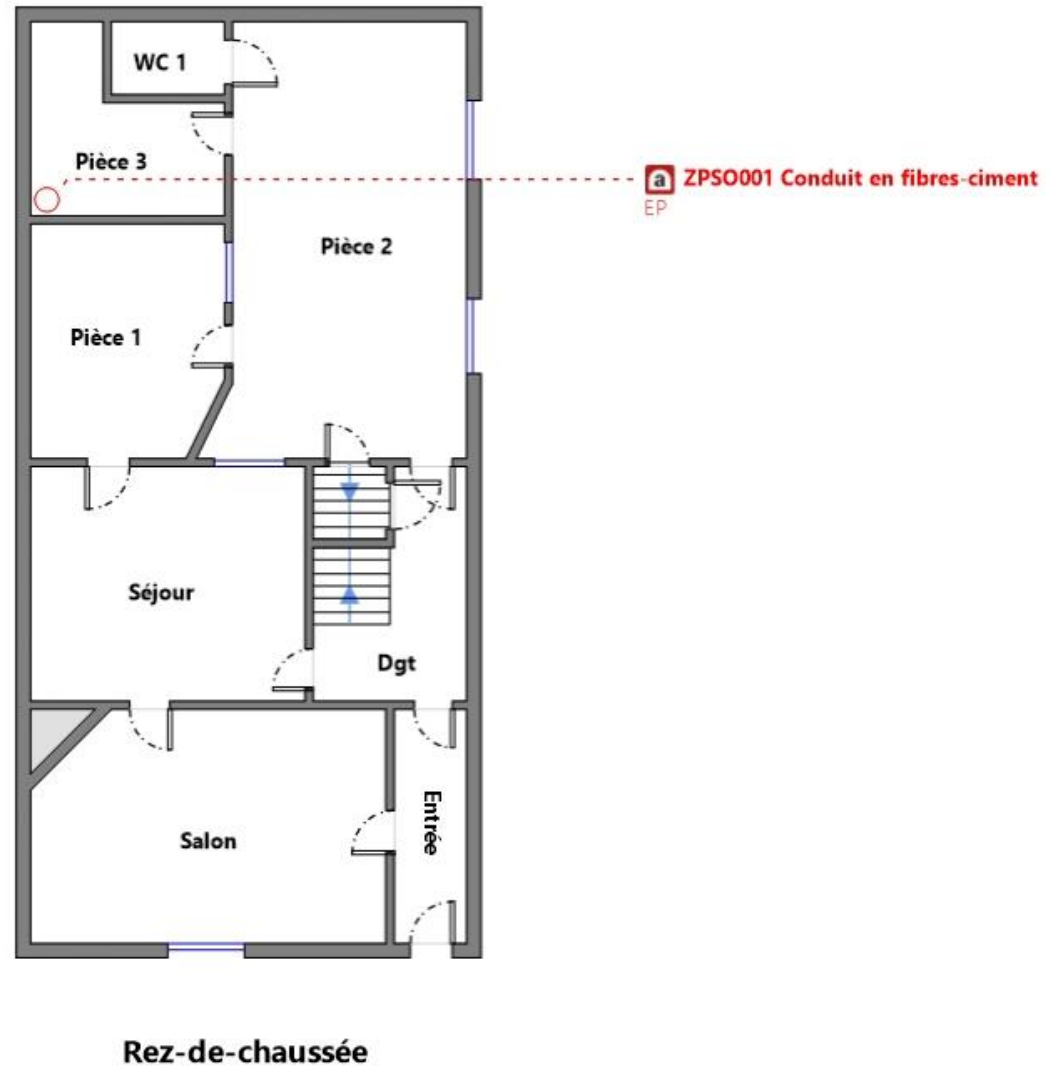 WC 1
Pièce 3
a ZPSO001 Conduit en fibres-ciment
EP
Pièce 2
Pièce 1
Séjour
Dgt
Entrée
Salon
Rez-de-chaussée